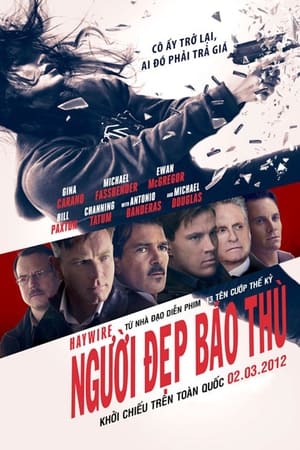 CÔ ẤY TRỞ LẠI,
AI ĐÓ PHẢI TRẢ GIÁ
GINA CARANO
MICHAEL FASSBENDER
EWAN McGREGOR
BILL PAXTON
CHANNING TATUM
WITH ANTONIO BANDERAS
AND MICHAEL DOUGLAS
HAYWIRE
TỪ NHÀ ĐẠO DIỄN PHIM 13 TÊN CƯỚP THẾ KỶ
NGƯỜI ĐẸP BÁO THÙ
KHỞI CHIẾU TRÊN TOÀN QUỐC 02.03.2012